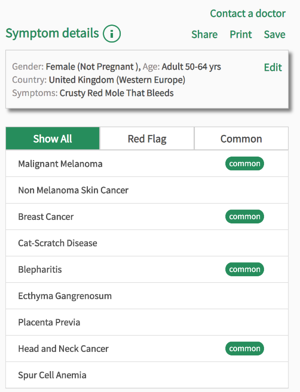 Contact a doctor
Symptom details i
Share Print Save
Gender: Female (Not Pregnant ), Age: Adult 50-64 yrs
Edit
Country: United Kingdom (Western Europe)
Symptoms: Crusty Red Mole That Bleeds
Show All Red Flag Common
Malignant Melanoma common
Non Melanoma Skin Cancer
Breast Cancer common
Cat-Scratch Disease
Blepharitis common
Ecthyma Gangrenosum
Placenta Previa
Head and Neck Cancer common
Spur Cell Anemia